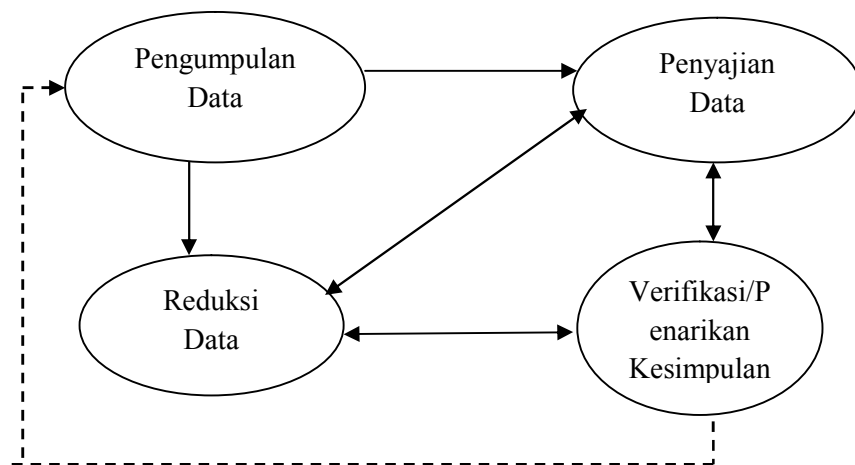 Pengumpulan
Data
Penyajian
Data
Reduksi
Data
Verifikasi/P
enarikan
Kesimpulan